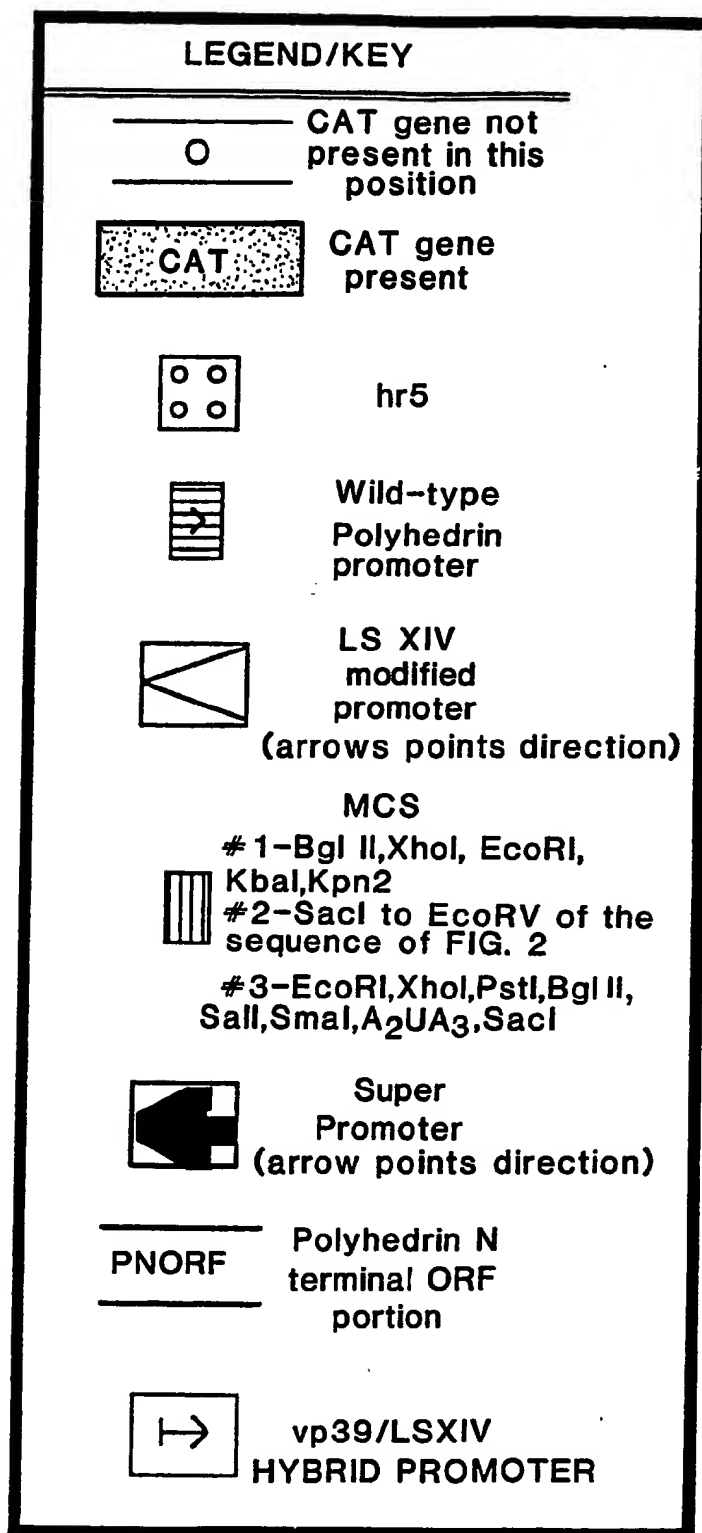 LEGEND/KEY
O
CAT gene not
present in this
position
CAT
CAT gene
present
hr5
Wild-type
Polyhedrin
promoter
LS XIV
modified
promoter
(arrows points direction)
MCS
#1-Bgl II,XhoI, EcoRI,
KbaI,Kpn2
#2-SacI to EcoRV of the
sequence of FIG. 2
#3-EcoRI,XhoI,PstI,Bgl II,
SalI,SmaI,A₂UA₃,SacI
Super
Promoter
(arrow points direction)
PNORF
Polyhedrin N
terminal ORF
portion
vp39/LSXIV
HYBRID PROMOTER